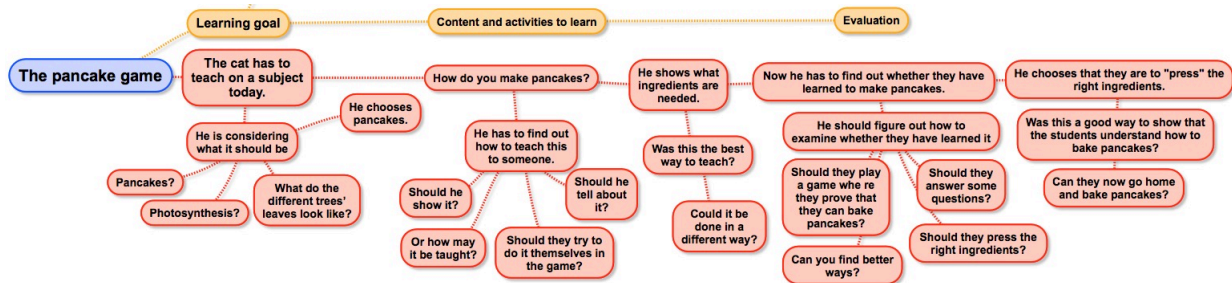 Learning goal
Content and activities to learn
Evaluation
The pancake game
The cat has to
teach on a subject
today.
He is considering
what it should be
He chooses
pancakes.
Pancakes?
Photosynthesis?
What do the
different trees'
leaves look like?
How do you make pancakes?
He has to find out
how to teach this
to someone.
Should he
show it?
Or how may
it be taught?
Should they try to
do it themselves in
the game?
Should he
tell about
it?
He shows what
ingredients are
needed.
Was this the best
way to teach?
Could it be
done in a
different way?
Now he has to find out whether they have
learned to make pancakes.
He should figure out how to
examine whether they have learned it
Should they play
a game whe re
they prove that
they can bake
pancakes?
Can you find better
ways?
Should they
answer some
questions?
Should they press the
right ingredients?
He chooses that they are to "press" the
right ingredients.
Was this a good way to show that
the students understand how to
bake pancakes?
Can they now go home
and bake pancakes?